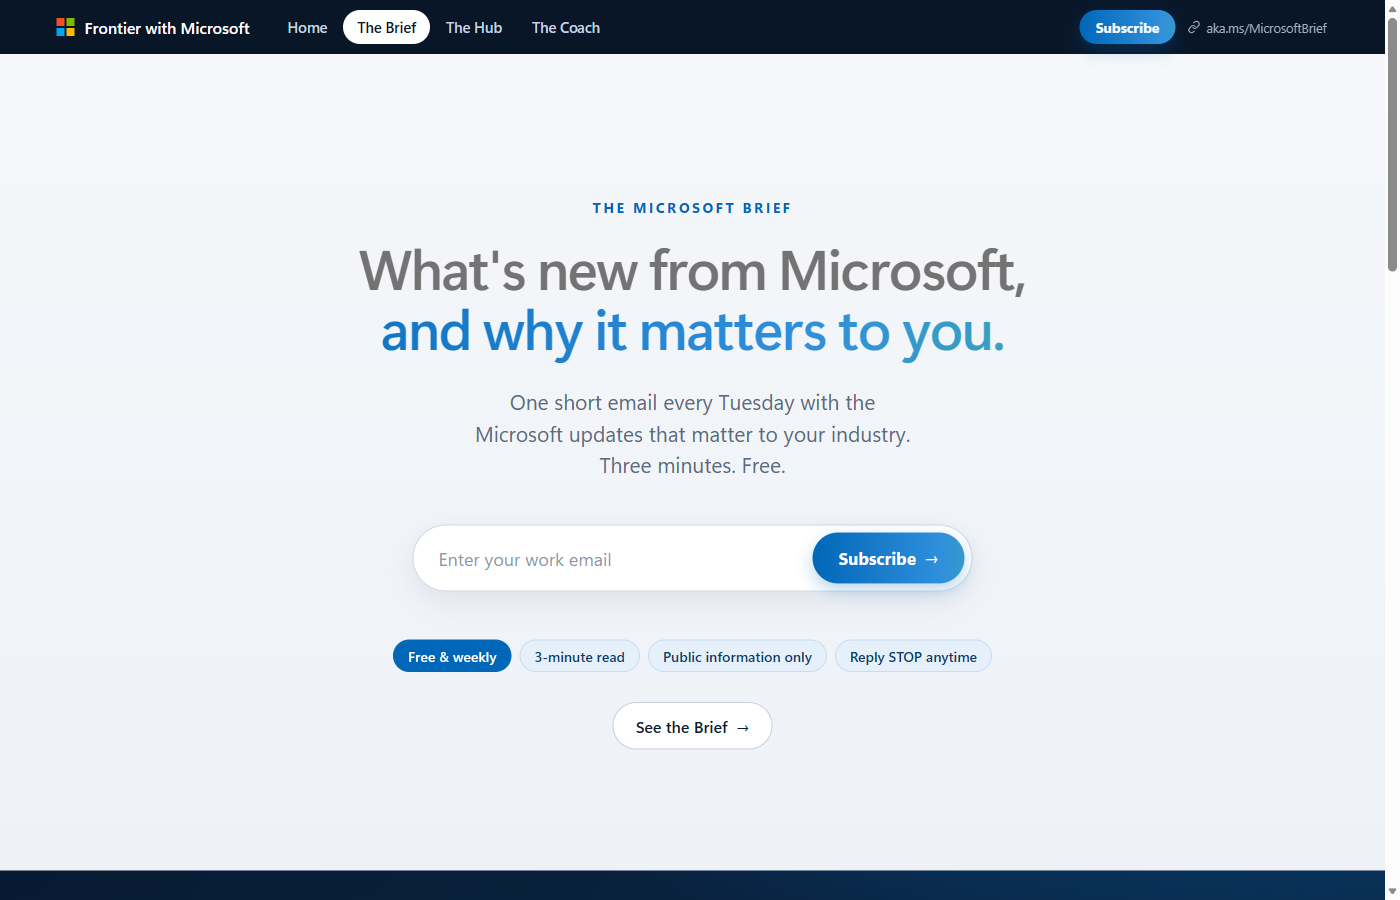 Frontier with Microsoft
Home
The Brief
The Hub
The Coach
Subscribe
aka.ms/MicrosoftBrief
THE MICROSOFT BRIEF
What's new from Microsoft,
and why it matters to you.
One short email every Tuesday with the
Microsoft updates that matter to your industry.
Three minutes. Free.
Enter your work email
Subscribe →
Free & weekly
3-minute read
Public information only
Reply STOP anytime
See the Brief →